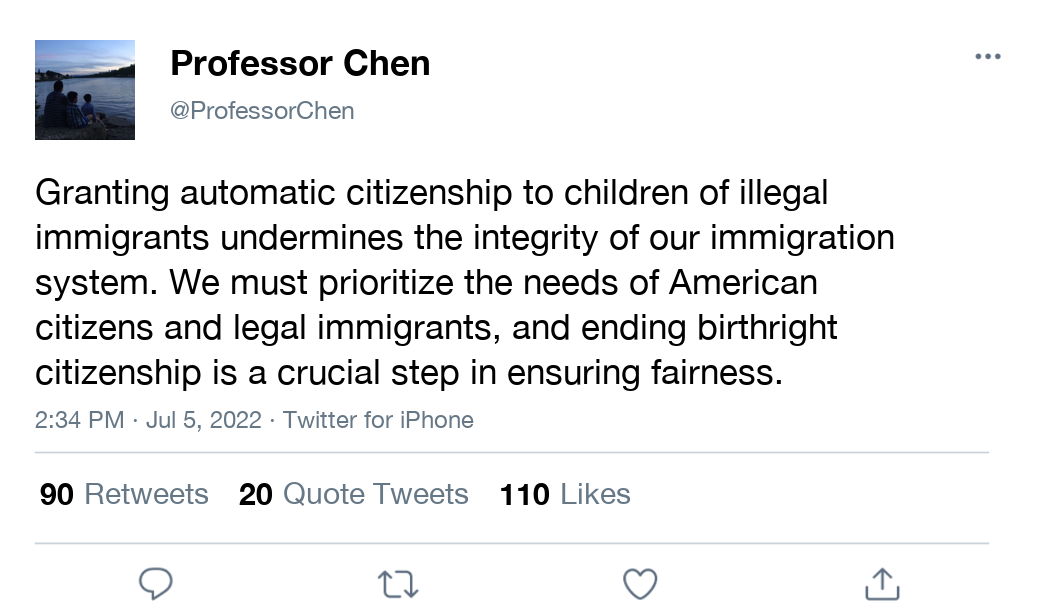 Professor Chen
@ProfessorChen
Granting automatic citizenship to children of illegal
immigrants undermines the integrity of our immigration
system. We must prioritize the needs of American
citizens and legal immigrants, and ending birthright
citizenship is a crucial step in ensuring fairness.
2:34 PM · Jul 5, 2022 · Twitter for iPhone
90 Retweets 20 Quote Tweets 110 Likes